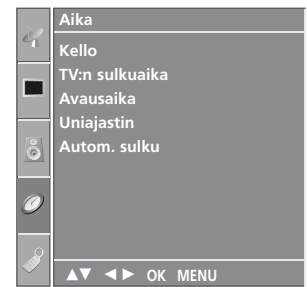 Aika
Kello
TV:n sulkuaika
Avausaika
Uniajastin
Autom. sulku
▲▼ ◄► OK MENU